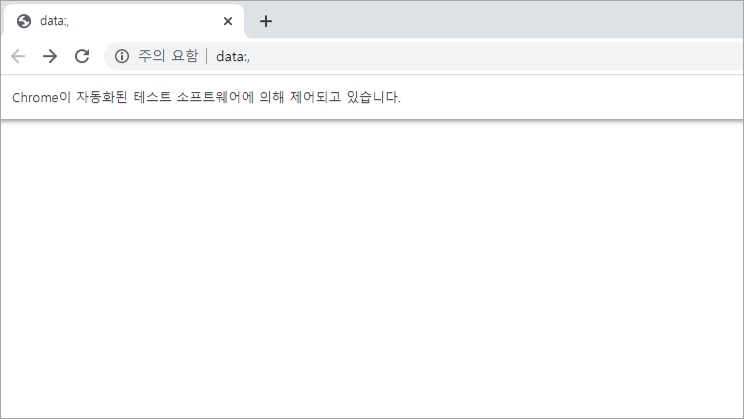 data:,
주의 요함 data:,
Chrome이 자동화된 테스트 소프트웨어에 의해 제어되고 있습니다.